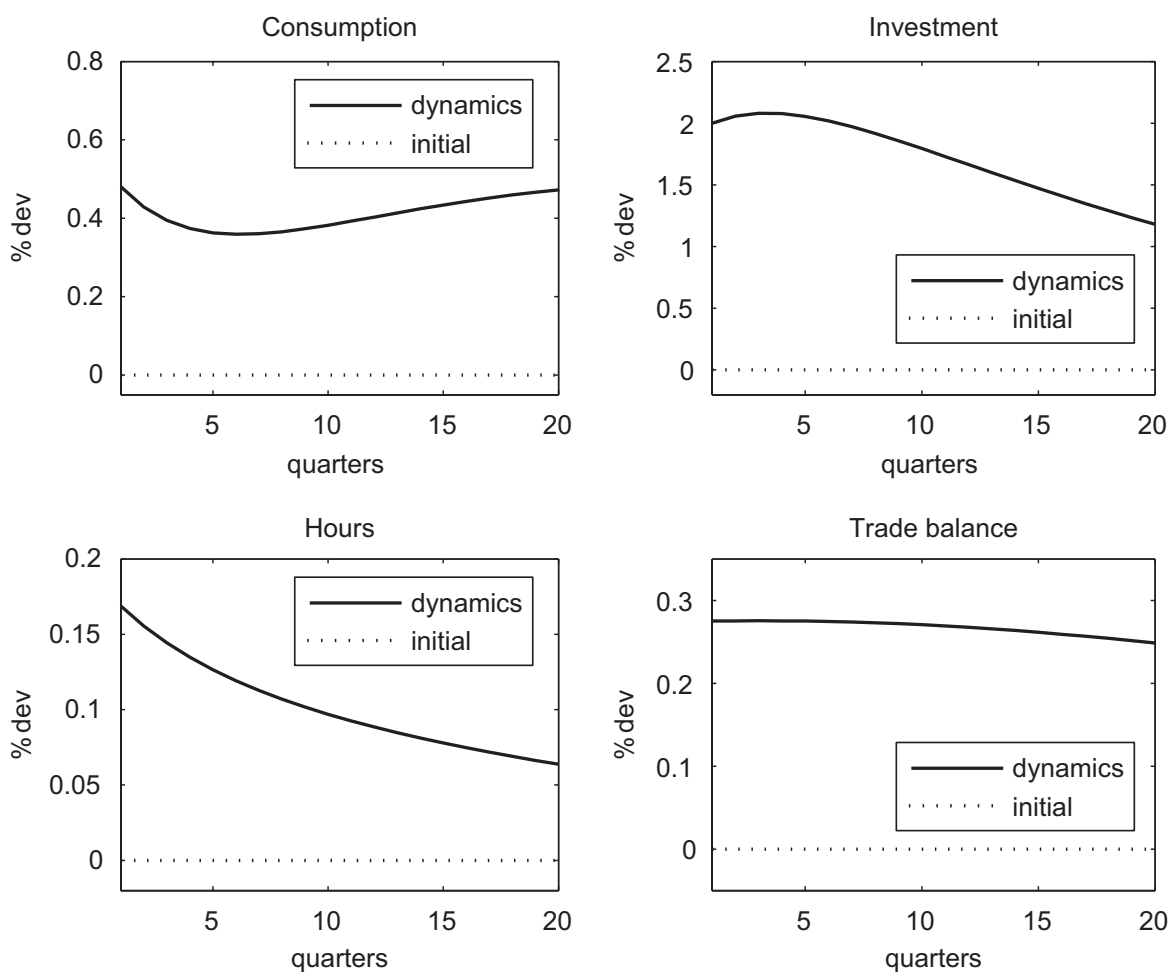 Consumption
0.8
0.6
0.4
0.2
0
% dev
5 10 15 20
quarters
dynamics
initial
Investment
2.5
2
1.5
1
0.5
0
% dev
5 10 15 20
quarters
dynamics
initial
Hours
0.2
0.15
0.1
0.05
0
% dev
5 10 15 20
quarters
dynamics
initial
Trade balance
0.3
0.2
0.1
0
% dev
5 10 15 20
quarters
dynamics
initial